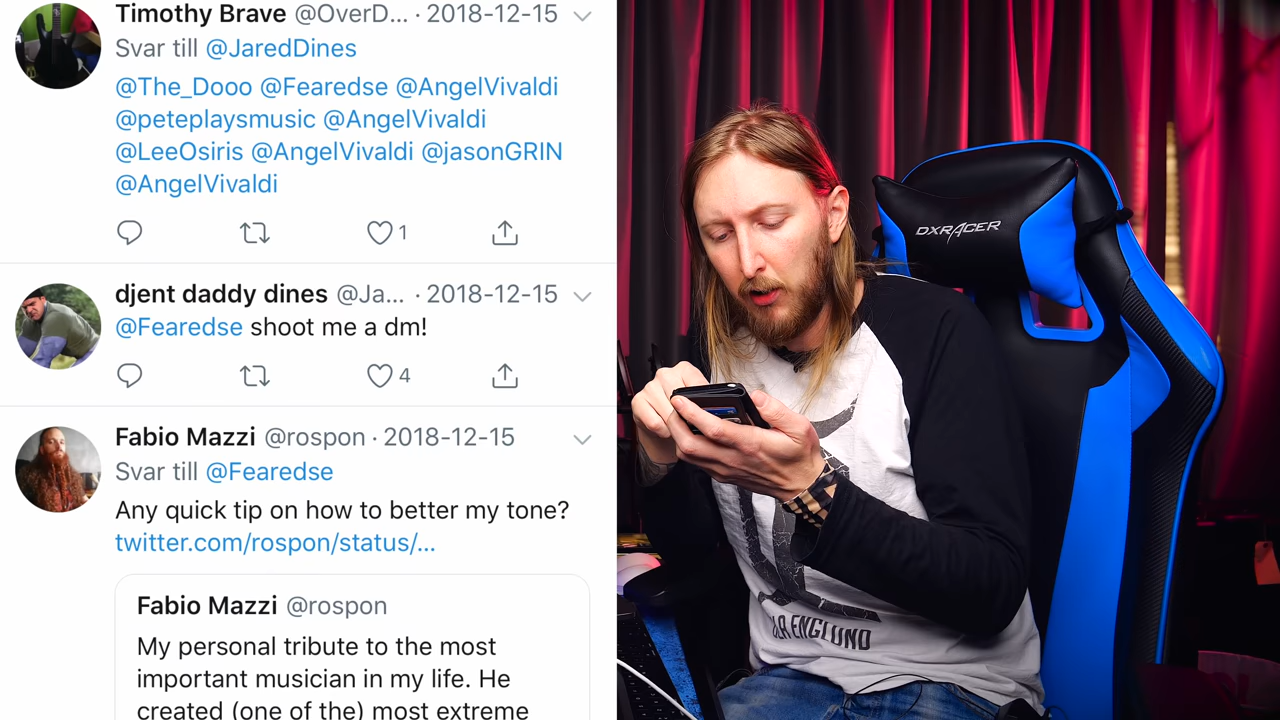 Timothy Brave @OverD... · 2018-12-15
Svar till @JaredDines
@The_Dooo @Fearedse @AngelVivaldi
@peteplaysmusic @AngelVivaldi
@LeeOsiris @AngelVivaldi @jasonGRIN
@AngelVivaldi
1
djent daddy dines @Ja... · 2018-12-15
@Fearedse shoot me a dm!
4
Fabio Mazzi @rospon · 2018-12-15
Svar till @Fearedse
Any quick tip on how to better my tone?
twitter.com/rospon/status/...
Fabio Mazzi @rospon
My personal tribute to the most
important musician in my life. He
created (one of the) most extreme
DXRACER
ENGLUND